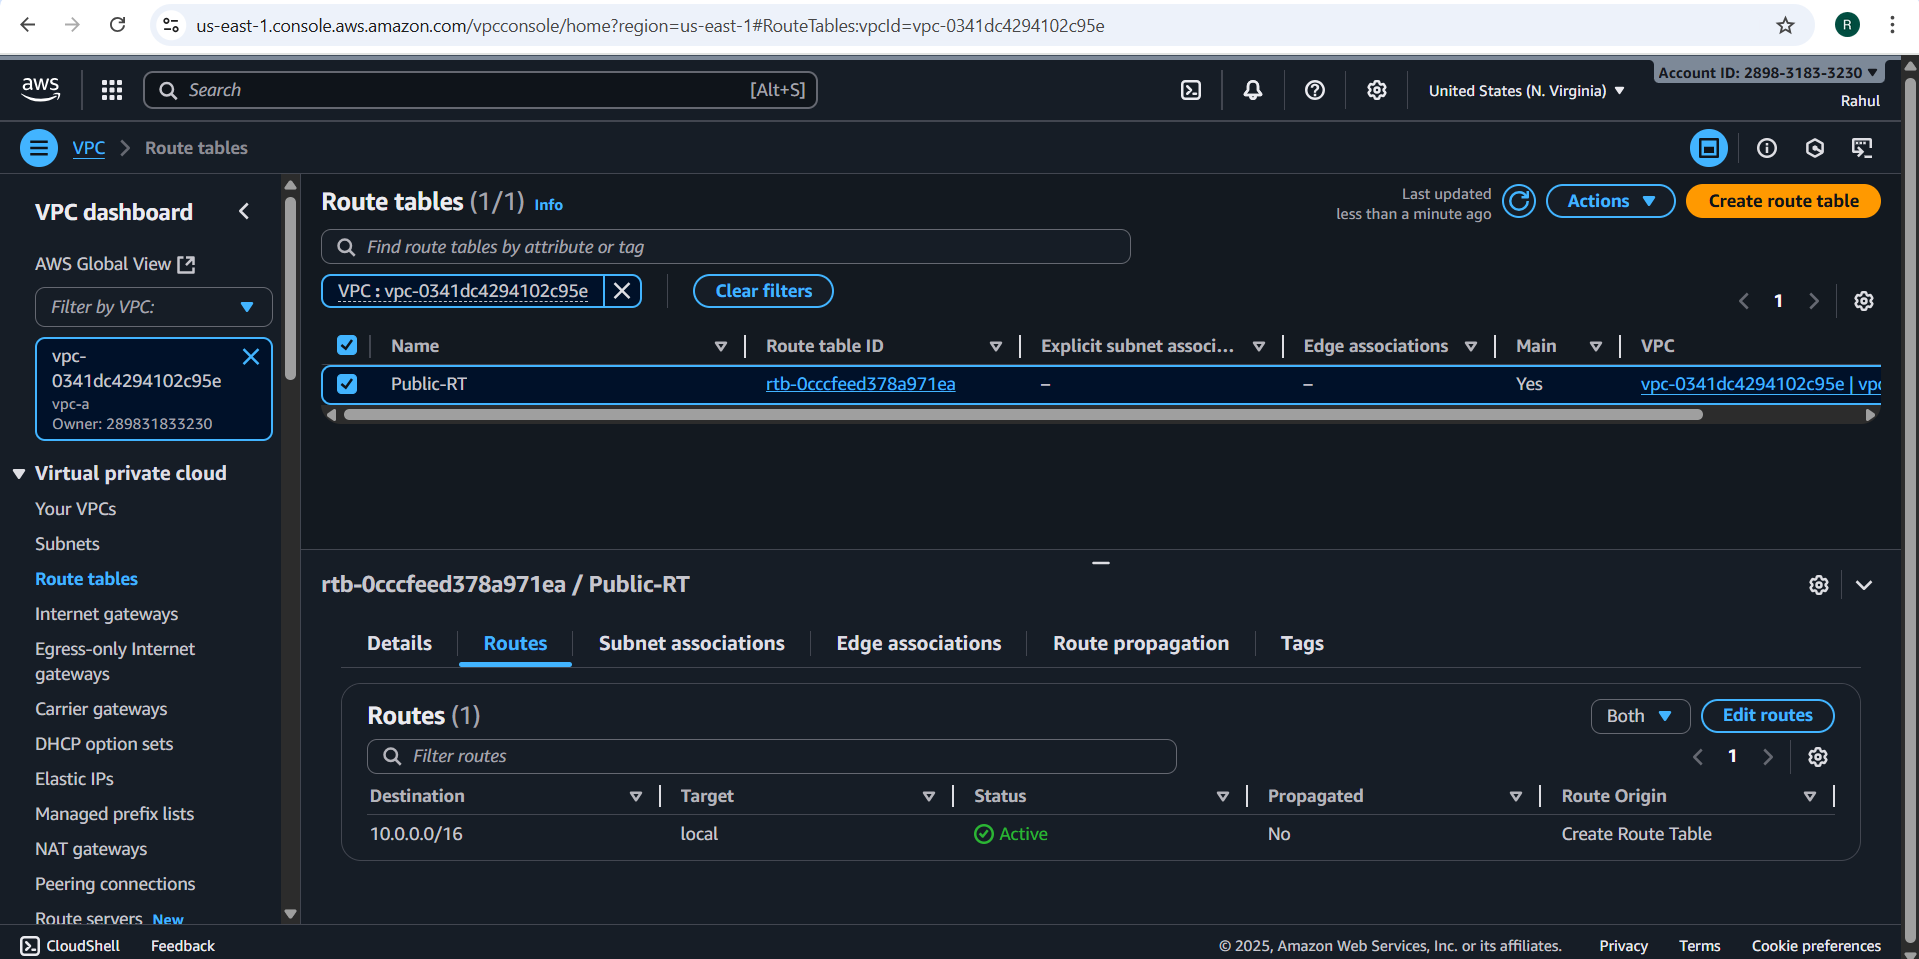 us-east-1.console.aws.amazon.com/vpcconsole/home?region=us-east-1#RouteTables:vpcId=vpc-0341dc4294102c95e
R
aws
Search
[Alt+S]
United States (N. Virginia)
Account ID: 2898-3183-3230
Rahul
VPC
Route tables
VPC dashboard
AWS Global View
Filter by VPC:
vpc-
0341dc4294102c95e
vpc-a
Owner: 289831833230
Virtual private cloud
Your VPCs
Subnets
Route tables
Internet gateways
Egress-only Internet
gateways
Carrier gateways
DHCP option sets
Elastic IPs
Managed prefix lists
NAT gateways
Peering connections
Route servers New
Route tables (1/1) Info
Last updated
less than a minute ago
Actions
Create route table
Find route tables by attribute or tag
VPC : vpc-0341dc4294102c95e
Clear filters
1
Name Route table ID Explicit subnet associ... Edge associations Main VPC
Public-RT rtb-0cccfeed378a971ea – – Yes vpc-0341dc4294102c95e | vpc
rtb-0cccfeed378a971ea / Public-RT
Details Routes Subnet associations Edge associations Route propagation Tags
Routes (1)
Both
Edit routes
Filter routes
1
Destination Target Status Propagated Route Origin
10.0.0.0/16 local Active No Create Route Table
CloudShell Feedback © 2025, Amazon Web Services, Inc. or its affiliates. Privacy Terms Cookie preferences